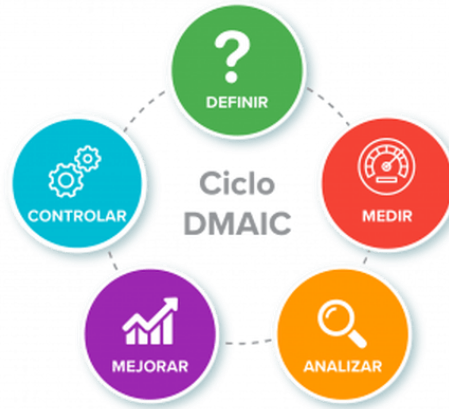 ?
DEFINIR
Ciclo
DMAIC
CONTROLAR
MEDIR
MEJORAR
ANALIZAR